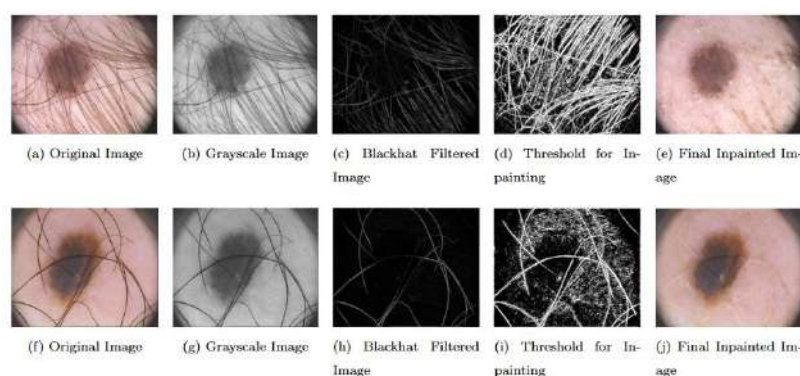 (a) Original Image
(b) Grayscale Image
(c) Blackhat Filtered
Image
(d) Threshold for In-
painting
(e) Final Inpainted Im-
age
(f) Original Image
(g) Grayscale Image
(h) Blackhat Filtered
Image
(i) Threshold for In-
painting
(j) Final Inpainted Im-
age